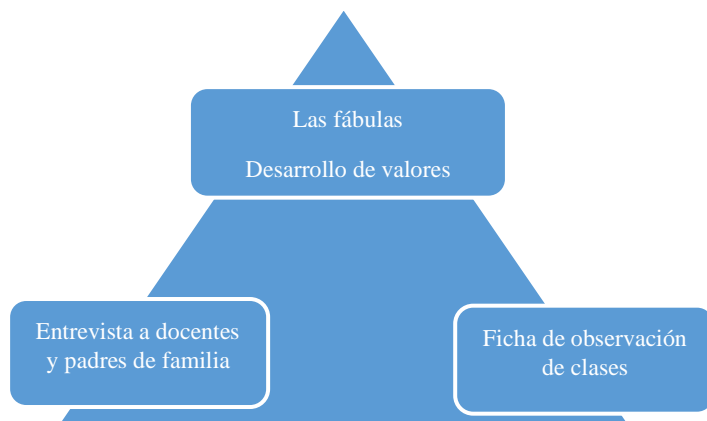 Las fábulas
Desarrollo de valores
Entrevista a docentes
y padres de familia
Ficha de observación
de clases